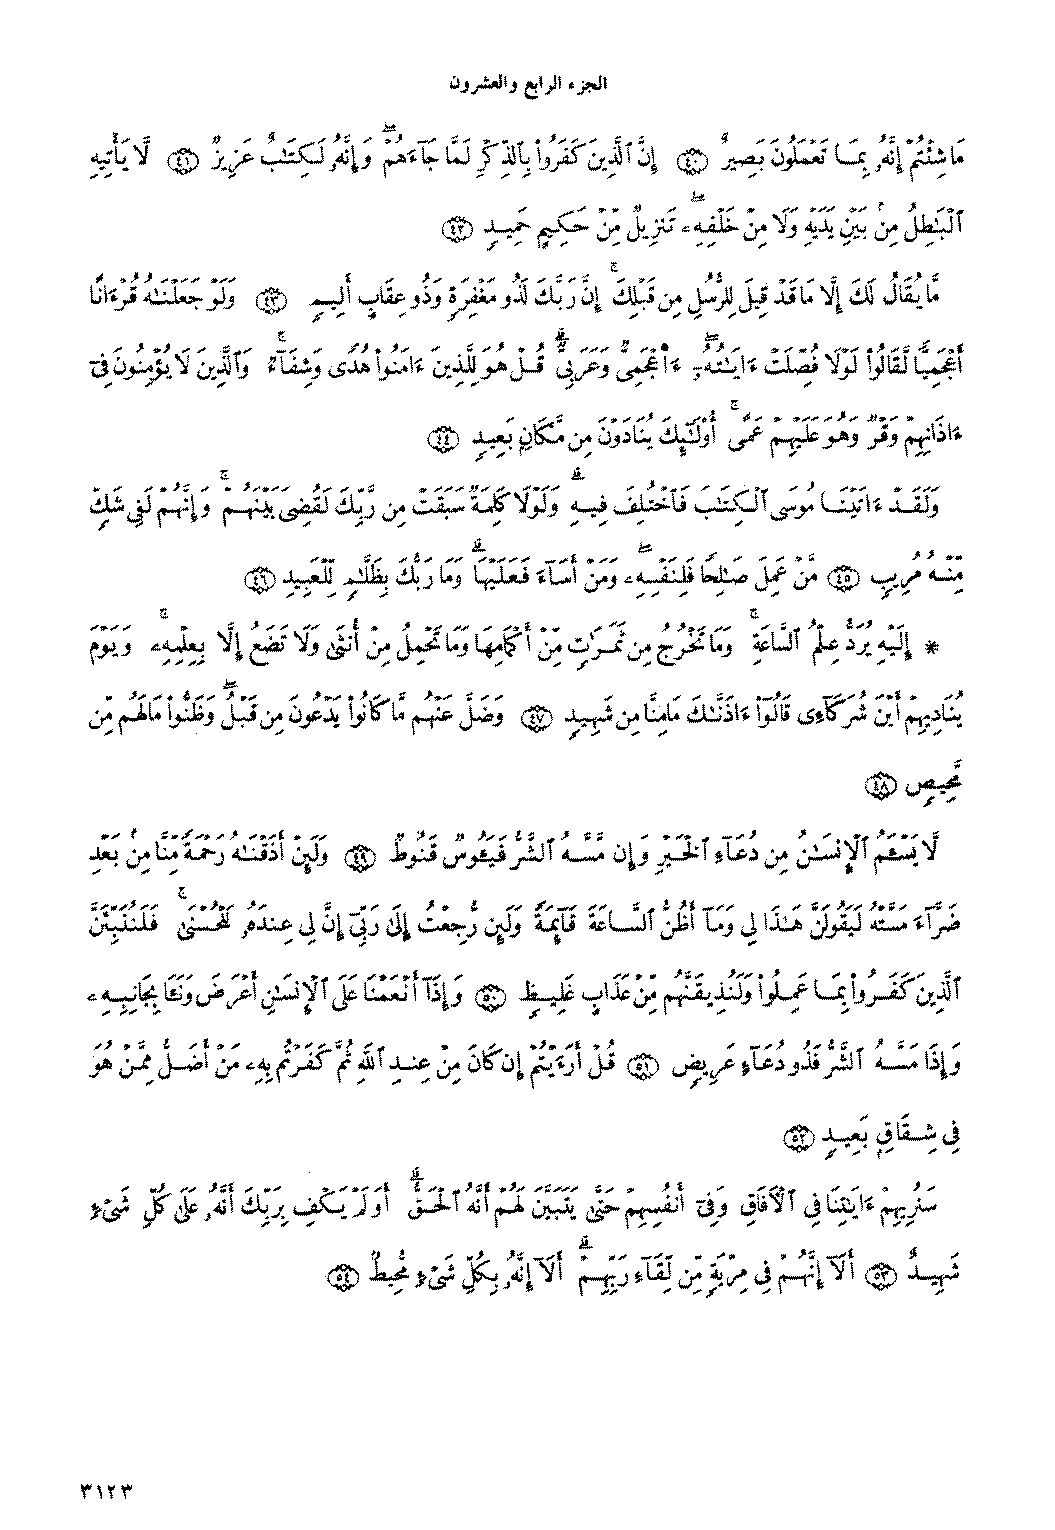 الجزء الرابع والعشرون
مَا شِئْتُمْ إِنَّهُۥ بِمَا تَعْمَلُونَ بَصِيرٌ ﴿٤٠﴾ إِنَّ ٱلَّذِينَ كَفَرُوا۟ بِٱلذِّكْرِ لَمَّا جَآءَهُمْ ۖ وَإِنَّهُۥ لَكِتَـٰبٌ عَزِيزٌ ﴿٤١﴾ لَّا يَأْتِيهِ
ٱلْبَـٰطِلُ مِنۢ بَيْنِ يَدَيْهِ وَلَا مِنْ خَلْفِهِۦ ۖ تَنزِيلٌ مِّنْ حَكِيمٍ حَمِيدٍ ﴿٤٢﴾
مَّا يُقَالُ لَكَ إِلَّا مَا قَدْ قِيلَ لِلرُّسُلِ مِن قَبْلِكَ ۚ إِنَّ رَبَّكَ لَذُو مَغْفِرَةٍ وَذُو عِقَابٍ أَلِيمٍ ﴿٤٣﴾ وَلَوْ جَعَلْنَـٰهُ قُرْءَانًا
أَعْجَمِيًّا لَّقَالُوا۟ لَوْلَا فُصِّلَتْ ءَايَـٰتُهُۥٓ ۖ ءَا۬عْجَمِىٌّ وَعَرَبِىٌّ ۗ قُلْ هُوَ لِلَّذِينَ ءَامَنُوا۟ هُدًى وَشِفَآءٌ ۚ وَٱلَّذِينَ لَا يُؤْمِنُونَ فِىٓ
ءَاذَانِهِمْ وَقْرٌ وَهُوَ عَلَيْهِمْ عَمًى ۚ أُو۟لَـٰٓئِكَ يُنَادَوْنَ مِن مَّكَانٍۭ بَعِيدٍ ﴿٤٤﴾
وَلَقَدْ ءَاتَيْنَا مُوسَى ٱلْكِتَـٰبَ فَٱخْتُلِفَ فِيهِ ۗ وَلَوْلَا كَلِمَةٌ سَبَقَتْ مِن رَّبِّكَ لَقُضِىَ بَيْنَهُمْ ۚ وَإِنَّهُمْ لَفِى شَكٍّ
مِّنْهُ مُرِيبٍ ﴿٤٥﴾ مَّنْ عَمِلَ صَـٰلِحًا فَلِنَفْسِهِۦ ۖ وَمَنْ أَسَآءَ فَعَلَيْهَا ۗ وَمَا رَبُّكَ بِظَلَّـٰمٍ لِّلْعَبِيدِ ﴿٤٦﴾
* إِلَيْهِ يُرَدُّ عِلْمُ ٱلسَّاعَةِ ۚ وَمَا تَخْرُجُ مِن ثَمَرَٰتٍ مِّنْ أَكْمَامِهَا وَمَا تَحْمِلُ مِنْ أُنثَىٰ وَلَا تَضَعُ إِلَّا بِعِلْمِهِۦ ۚ وَيَوْمَ
يُنَادِيهِمْ أَيْنَ شُرَكَآءِى قَالُوٓا۟ ءَاذَنَّـٰكَ مَا مِنَّا مِن شَهِيدٍ ﴿٤٧﴾ وَضَلَّ عَنْهُم مَّا كَانُوا۟ يَدْعُونَ مِن قَبْلُ ۖ وَظَنُّوا۟ مَا لَهُم مِّن
مَّحِيصٍ ﴿٤٨﴾
لَّا يَسْـَٔمُ ٱلْإِنسَـٰنُ مِن دُعَآءِ ٱلْخَيْرِ وَإِن مَّسَّهُ ٱلشَّرُّ فَيَـُٔوسٌ قَنُوطٌ ﴿٤٩﴾ وَلَئِنْ أَذَقْنَـٰهُ رَحْمَةً مِّنَّا مِنۢ بَعْدِ
ضَرَّآءَ مَسَّتْهُ لَيَقُولَنَّ هَـٰذَا لِى وَمَآ أَظُنُّ ٱلسَّاعَةَ قَآئِمَةً وَلَئِن رُّجِعْتُ إِلَىٰ رَبِّىٓ إِنَّ لِى عِندَهُۥ لَلْحُسْنَىٰ ۚ فَلَنُنَبِّئَنَّ
ٱلَّذِينَ كَفَرُوا۟ بِمَا عَمِلُوا۟ وَلَنُذِيقَنَّهُم مِّنْ عَذَابٍ غَلِيظٍ ﴿٥٠﴾ وَإِذَآ أَنْعَمْنَا عَلَى ٱلْإِنسَـٰنِ أَعْرَضَ وَنَـَٔا بِجَانِبِهِۦ
وَإِذَا مَسَّهُ ٱلشَّرُّ فَذُو دُعَآءٍ عَرِيضٍ ﴿٥١﴾ قُلْ أَرَءَيْتُمْ إِن كَانَ مِنْ عِندِ ٱللَّهِ ثُمَّ كَفَرْتُم بِهِۦ مَنْ أَضَلُّ مِمَّنْ هُوَ
فِى شِقَاقٍۭ بَعِيدٍ ﴿٥٢﴾
سَنُرِيهِمْ ءَايَـٰتِنَا فِى ٱلْـَٔافَاقِ وَفِىٓ أَنفُسِهِمْ حَتَّىٰ يَتَبَيَّنَ لَهُمْ أَنَّهُ ٱلْحَقُّ ۗ أَوَلَمْ يَكْفِ بِرَبِّكَ أَنَّهُۥ عَلَىٰ كُلِّ شَىْءٍ
شَهِيدٌ ﴿٥٣﴾ أَلَآ إِنَّهُمْ فِى مِرْيَةٍ مِّن لِّقَآءِ رَبِّهِمْ ۗ أَلَآ إِنَّهُۥ بِكُلِّ شَىْءٍ مُّحِيطٌۢ ﴿٥٤﴾
٣١٢٣